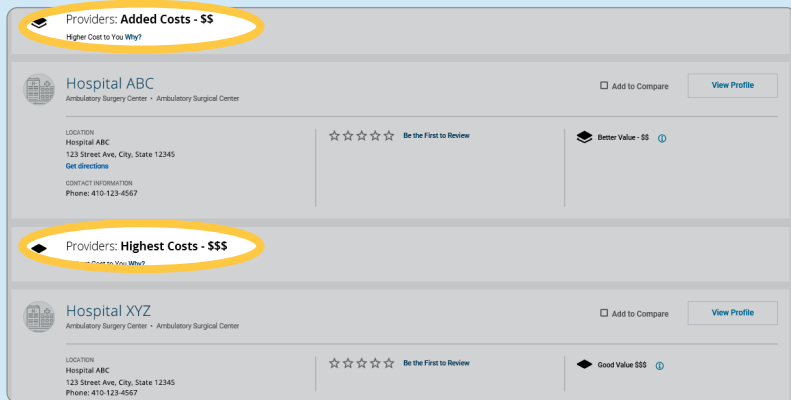 Providers: Added Costs - $$
Higher Cost to You Why?
Hospital ABC
Ambulatory Surgery Center • Ambulatory Surgical Center
Add to Compare
View Profile
LOCATION
Hospital ABC
123 Street Ave, City, State 12345
Get directions
CONTACT INFORMATION
Phone: 410-123-4567
Be the First to Review
Better Value - $$
Providers: Highest Costs - $$$
Cost to You Why?
Hospital XYZ
Ambulatory Surgery Center • Ambulatory Surgical Center
Add to Compare
View Profile
LOCATION
Hospital ABC
123 Street Ave, City, State 12345
Phone: 410-123-4567
Be the First to Review
Good Value $$$